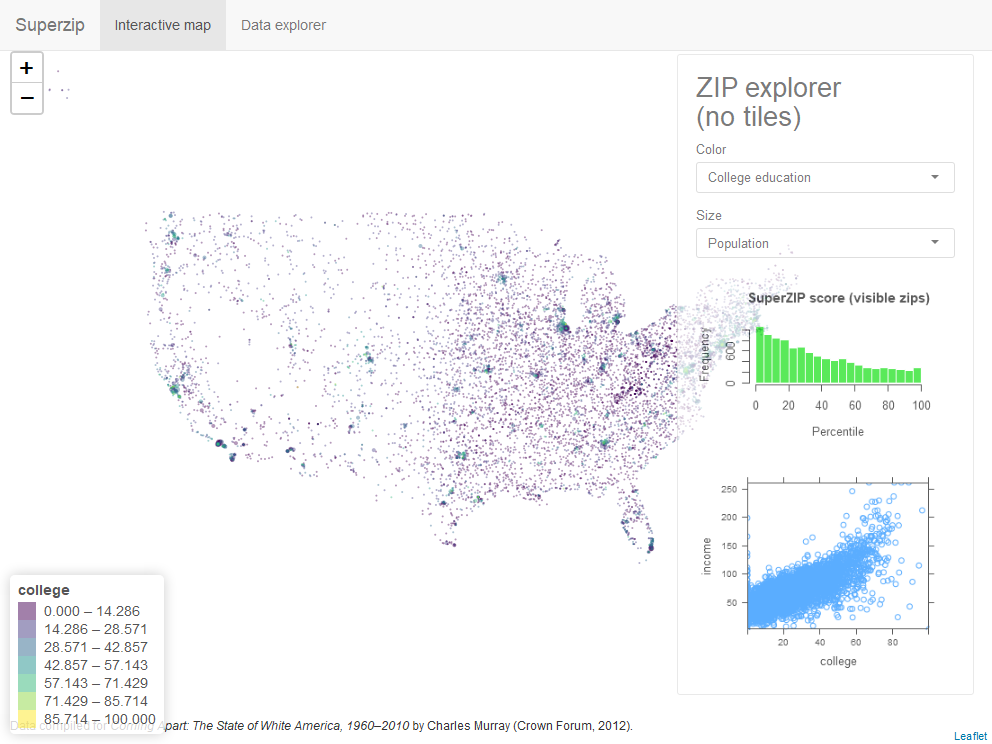 Superzip
Interactive map
Data explorer
+
−
ZIP explorer
(no tiles)
Color
College education
Size
Population
SuperZIP score (visible zips)
Frequency
0 600
0 20 40 60 80 100
Percentile
250
200
150
100
50
income
20 40 60 80
college
college
0.000 – 14.286
14.286 – 28.571
28.571 – 42.857
42.857 – 57.143
57.143 – 71.429
71.429 – 85.714
85.714 – 100.000
Data compiled for Coming Apart: The State of White America, 1960–2010 by Charles Murray (Crown Forum, 2012).
Leaflet